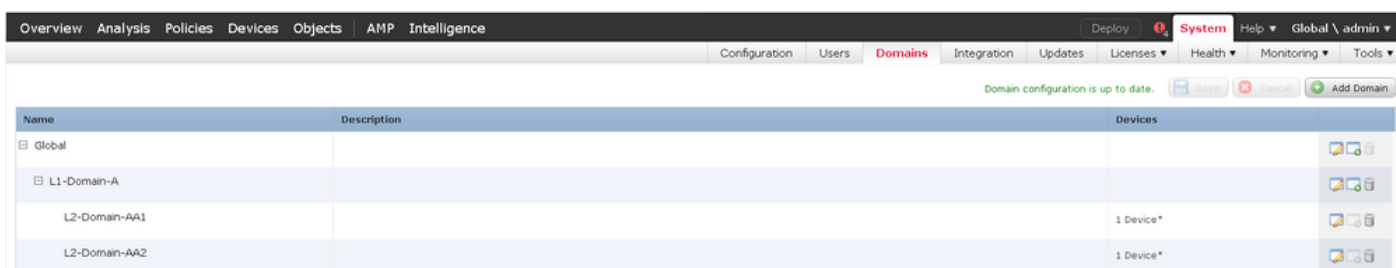 Overview Analysis Policies Devices Objects AMP Intelligence Deploy 4 System Help ▼ Global \ admin ▼
Configuration Users Domains Integration Updates Licenses ▼ Health ▼ Monitoring ▼ Tools ▼
Domain configuration is up to date. Save Cancel Add Domain
Name Description Devices
Global
L1-Domain-A
L2-Domain-AA1 1 Device*
L2-Domain-AA2 1 Device*